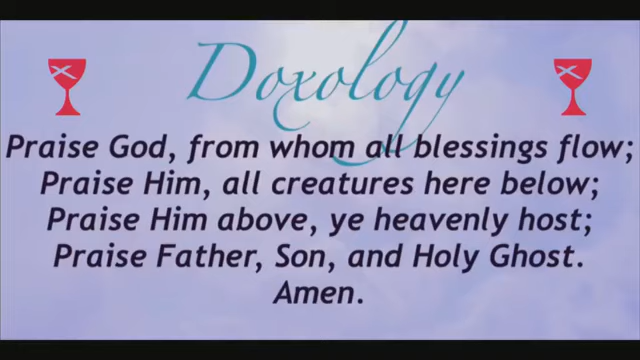 Doxology
Praise God, from whom all blessings flow;
Praise Him, all creatures here below;
Praise Him above, ye heavenly host;
Praise Father, Son, and Holy Ghost.
Amen.